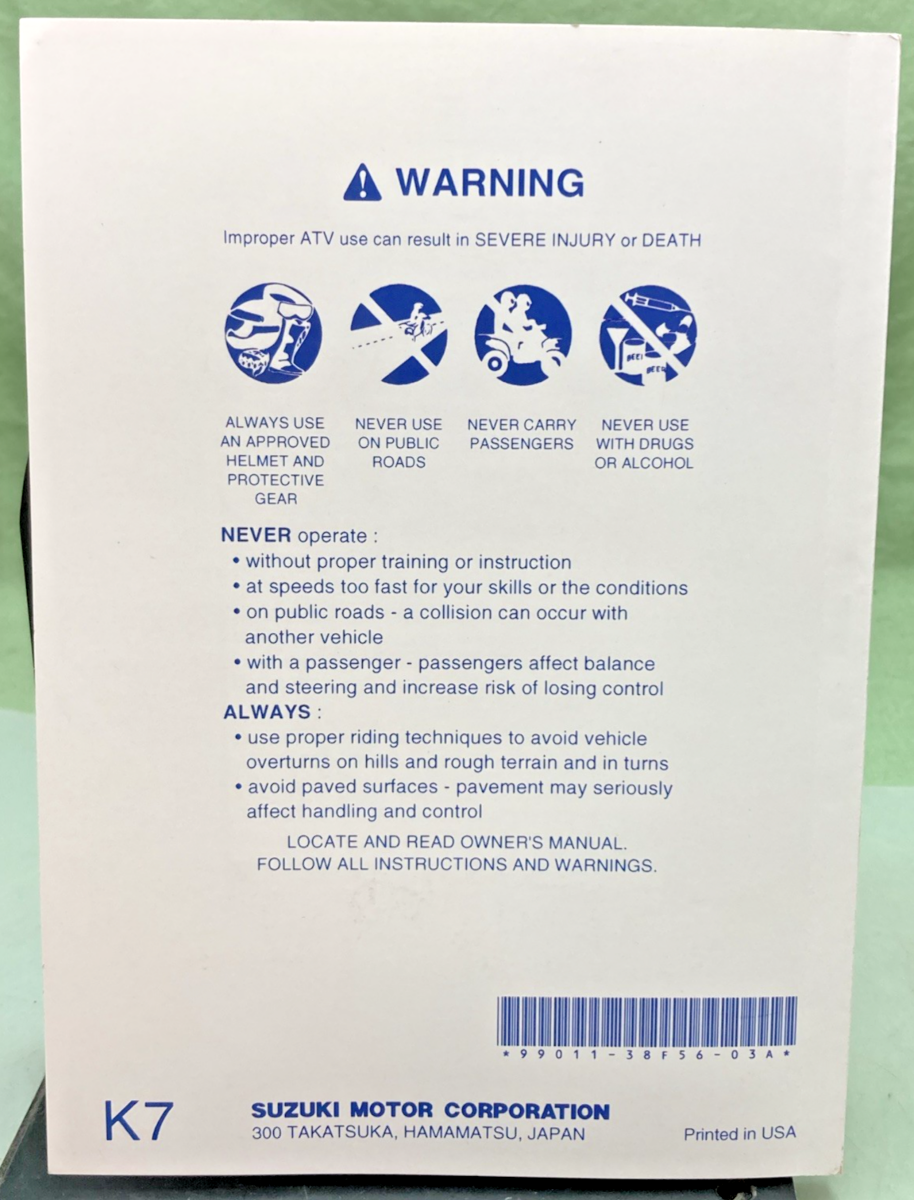 WARNING
Improper ATV use can result in SEVERE INJURY or DEATH
BEER
BEER
ALWAYS USE
AN APPROVED
HELMET AND
PROTECTIVE
GEAR
NEVER USE
ON PUBLIC
ROADS
NEVER CARRY
PASSENGERS
NEVER USE
WITH DRUGS
OR ALCOHOL
NEVER operate :
• without proper training or instruction
• at speeds too fast for your skills or the conditions
• on public roads - a collision can occur with
another vehicle
• with a passenger - passengers affect balance
and steering and increase risk of losing control
ALWAYS :
• use proper riding techniques to avoid vehicle
overturns on hills and rough terrain and in turns
• avoid paved surfaces - pavement may seriously
affect handling and control
LOCATE AND READ OWNER'S MANUAL.
FOLLOW ALL INSTRUCTIONS AND WARNINGS.
*99011-38F56-03A*
K7
SUZUKI MOTOR CORPORATION
300 TAKATSUKA, HAMAMATSU, JAPAN
Printed in USA